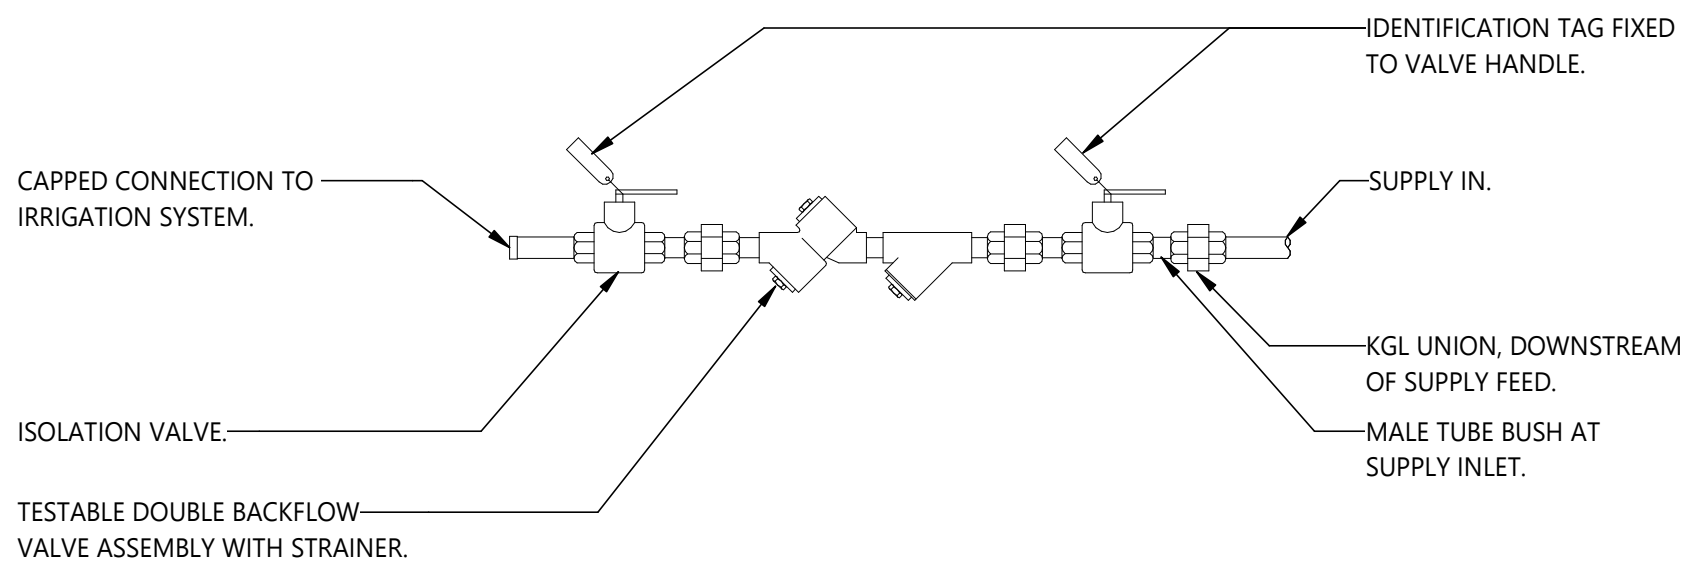 IDENTIFICATION TAG FIXED
TO VALVE HANDLE.
CAPPED CONNECTION TO
IRRIGATION SYSTEM.
SUPPLY IN.
KGL UNION, DOWNSTREAM
OF SUPPLY FEED.
ISOLATION VALVE.
MALE TUBE BUSH AT
SUPPLY INLET.
TESTABLE DOUBLE BACKFLOW
VALVE ASSEMBLY WITH STRAINER.